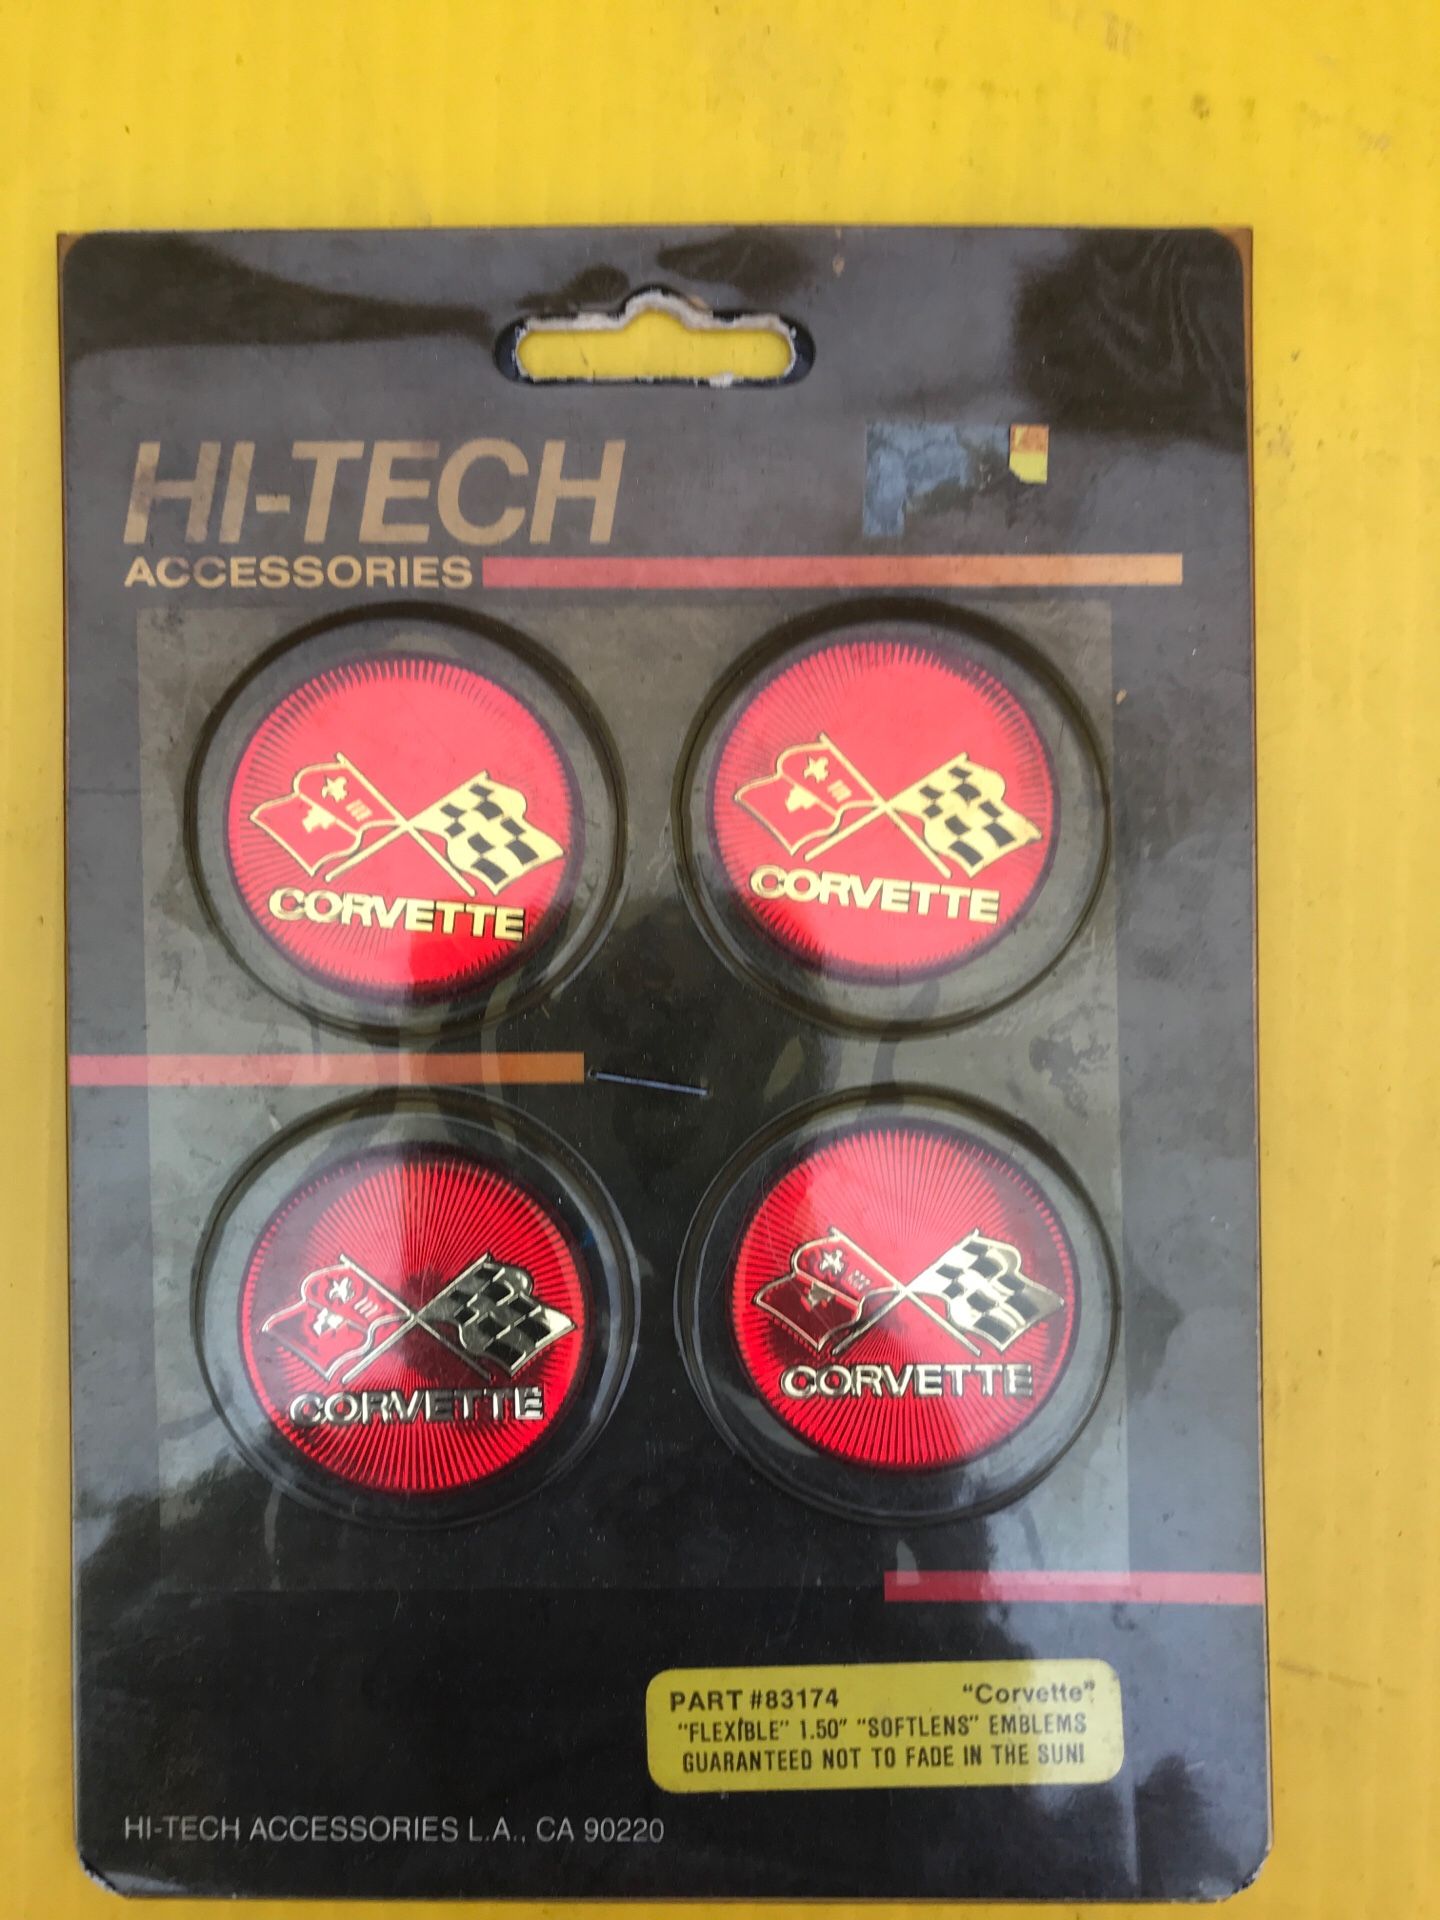 HI-TECH
ACCESSORIES
CORVETTE
CORVETTE
CORVETTE
CORVETTE
PART #83174 "Corvette"
"FLEXIBLE" 1.50" "SOFTLENS" EMBLEMS
GUARANTEED NOT TO FADE IN THE SUN!
HI-TECH ACCESSORIES L.A., CA 90220